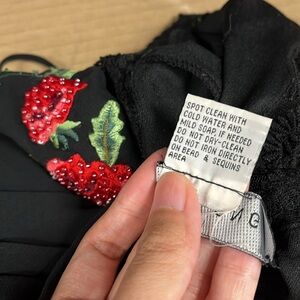 SPOT CLEAN WITH
COLD WATER AND
MILD SOAP, IF NEEDED
DO NOT DRY-CLEAN
DO NOT IRON DIRECTLY
ON BEAD & SEQUINS
AREA